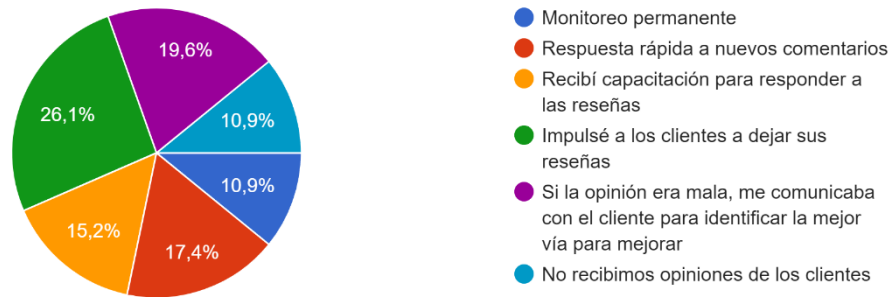 19,6%
26,1%
10,9%
10,9%
15,2%
17,4%
Monitoreo permanente
Respuesta rápida a nuevos comentarios
Recibí capacitación para responder a
las reseñas
Impulsé a los clientes a dejar sus
reseñas
Si la opinión era mala, me comunicaba
con el cliente para identificar la mejor
vía para mejorar
No recibimos opiniones de los clientes